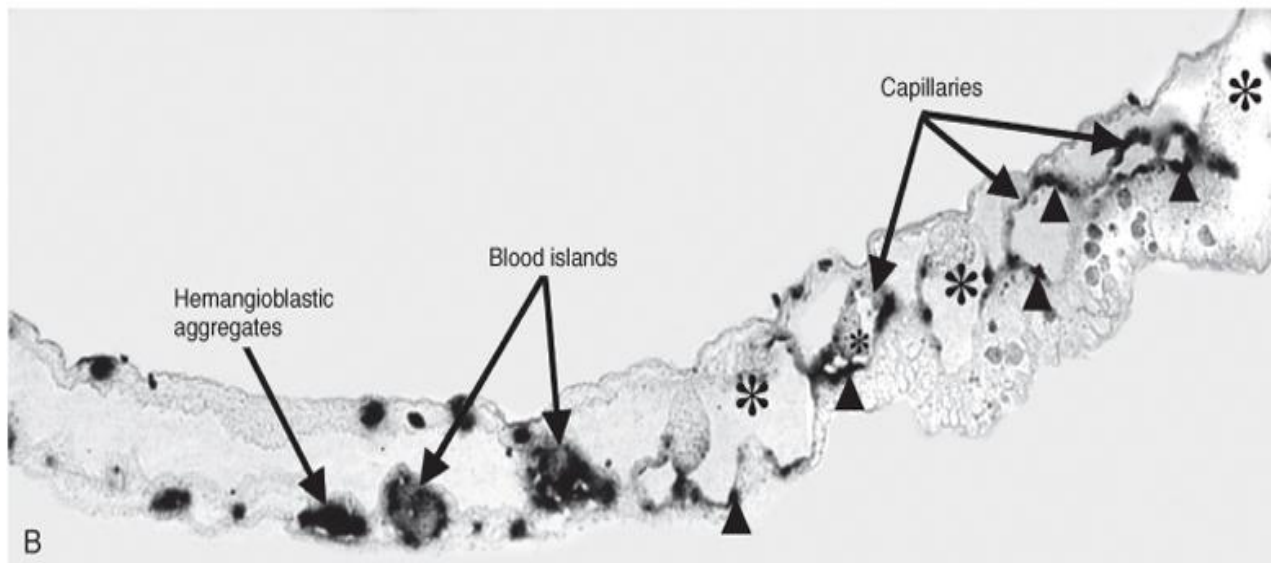 Capillaries
Blood islands
Hemangioblastic
aggregates
B